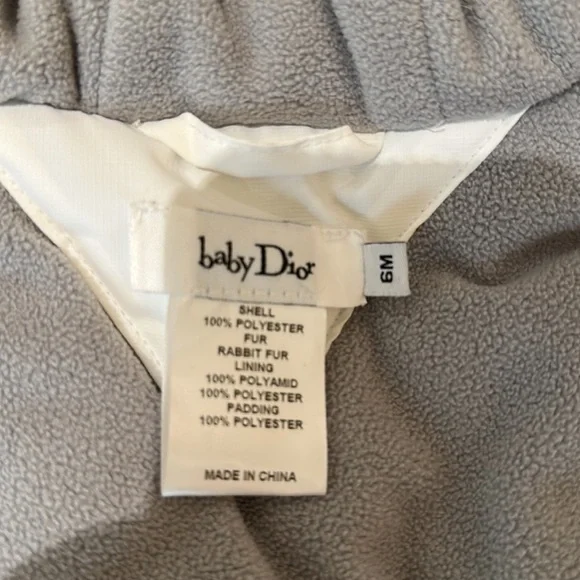 baby Dior
6M
SHELL
100% POLYESTER
FUR
RABBIT FUR
LINING
100% POLYAMID
100% POLYESTER
PADDING
100% POLYESTER
MADE IN CHINA